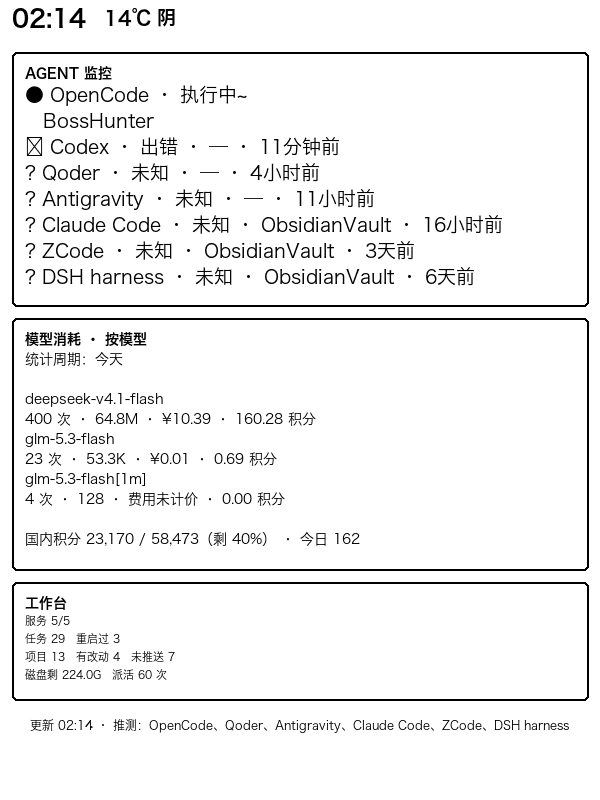 02:14 14℃ 阴
AGENT 监控
● OpenCode · 执行中~
BossHunter
☒ Codex · 出错 · — · 11分钟前
? Qoder · 未知 · — · 4小时前
? Antigravity · 未知 · — · 11小时前
? Claude Code · 未知 · ObsidianVault · 16小时前
? ZCode · 未知 · ObsidianVault · 3天前
? DSH harness · 未知 · ObsidianVault · 6天前
模型消耗 · 按模型
统计周期：今天
deepseek-v4.1-flash
400 次 · 64.8M · ¥10.39 · 160.28 积分
glm-5.3-flash
23 次 · 53.3K · ¥0.01 · 0.69 积分
glm-5.3-flash[1m]
4 次 · 128 · 费用未计价 · 0.00 积分
国内积分 23,170 / 58,473（剩 40%） · 今日 162
工作台
服务 5/5
任务 29 重启过 3
项目 13 有改动 4 未推送 7
磁盘剩 224.0G 派活 60 次
更新 02:14 · 推测：OpenCode、Qoder、Antigravity、Claude Code、ZCode、DSH harness